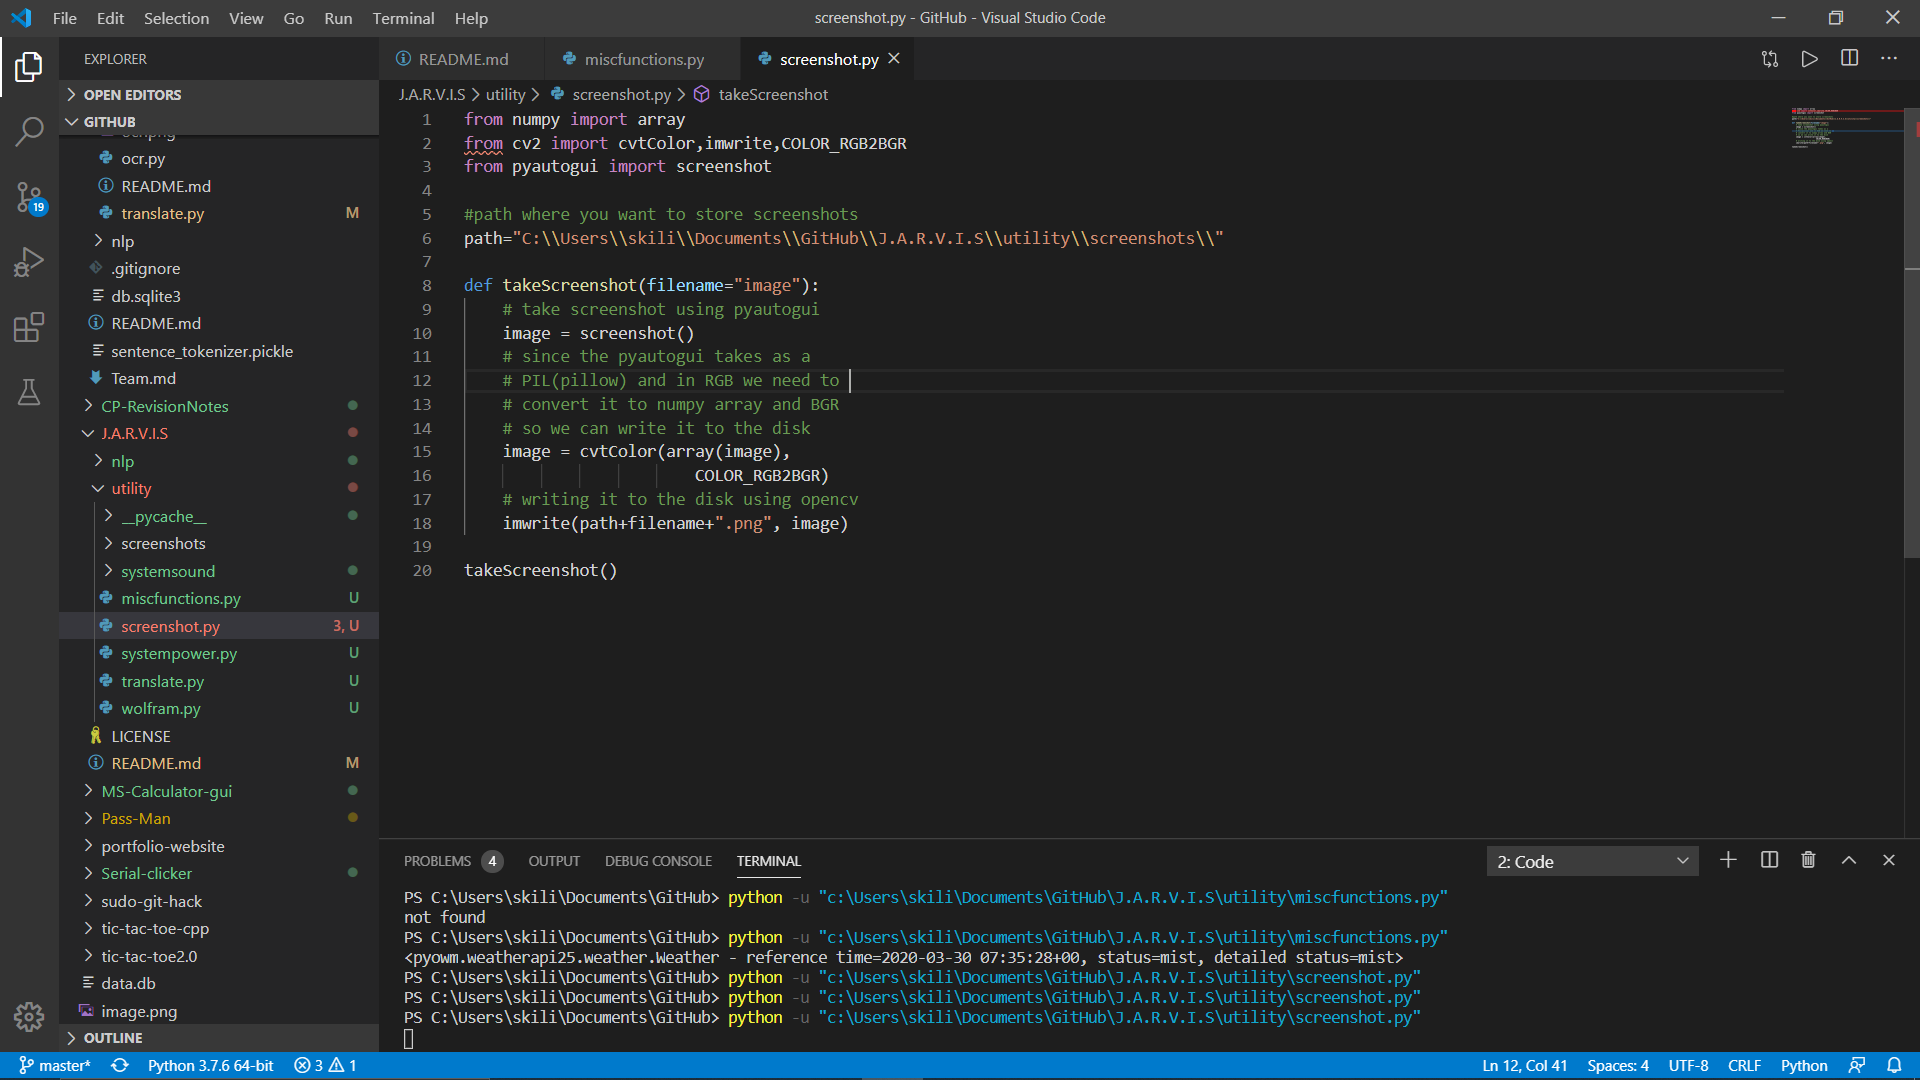 File Edit Selection View Go Run Terminal Help
screenshot.py - GitHub - Visual Studio Code
EXPLORER
OPEN EDITORS
GITHUB
ocr.py
README.md
translate.py M
nlp
.gitignore
db.sqlite3
README.md
sentence_tokenizer.pickle
Team.md
CP-RevisionNotes
J.A.R.V.I.S
nlp
utility
__pycache__
screenshots
systemsound
miscfunctions.py U
screenshot.py 3, U
systempower.py U
translate.py U
wolfram.py U
LICENSE
README.md M
MS-Calculator-gui
Pass-Man
portfolio-website
Serial-clicker
sudo-git-hack
tic-tac-toe-cpp
tic-tac-toe2.0
data.db
image.png
OUTLINE
19
README.md miscfunctions.py screenshot.py
J.A.R.V.I.S > utility > screenshot.py > takeScreenshot
1 from numpy import array
2 from cv2 import cvtColor,imwrite,COLOR_RGB2BGR
3 from pyautogui import screenshot
4
5 #path where you want to store screenshots
6 path="C:\\Users\\skili\\Documents\\GitHub\\J.A.R.V.I.S\\utility\\screenshots\\"
7
8 def takeScreenshot(filename="image"):
9 # take screenshot using pyautogui
10 image = screenshot()
11 # since the pyautogui takes as a
12 # PIL(pillow) and in RGB we need to
13 # convert it to numpy array and BGR
14 # so we can write it to the disk
15 image = cvtColor(array(image),
16 COLOR_RGB2BGR)
17 # writing it to the disk using opencv
18 imwrite(path+filename+".png", image)
19
20 takeScreenshot()
PROBLEMS 4 OUTPUT DEBUG CONSOLE TERMINAL 2: Code
PS C:\Users\skili\Documents\GitHub> python -u "c:\Users\skili\Documents\GitHub\J.A.R.V.I.S\utility\miscfunctions.py"
not found
PS C:\Users\skili\Documents\GitHub> python -u "c:\Users\skili\Documents\GitHub\J.A.R.V.I.S\utility\miscfunctions.py"
<pyowm.weatherapi25.weather.Weather - reference time=2020-03-30 07:35:28+00, status=mist, detailed status=mist>
PS C:\Users\skili\Documents\GitHub> python -u "c:\Users\skili\Documents\GitHub\J.A.R.V.I.S\utility\screenshot.py"
PS C:\Users\skili\Documents\GitHub> python -u "c:\Users\skili\Documents\GitHub\J.A.R.V.I.S\utility\screenshot.py"
PS C:\Users\skili\Documents\GitHub> python -u "c:\Users\skili\Documents\GitHub\J.A.R.V.I.S\utility\screenshot.py"
master* Python 3.7.6 64-bit 3 1 Ln 12, Col 41 Spaces: 4 UTF-8 CRLF Python